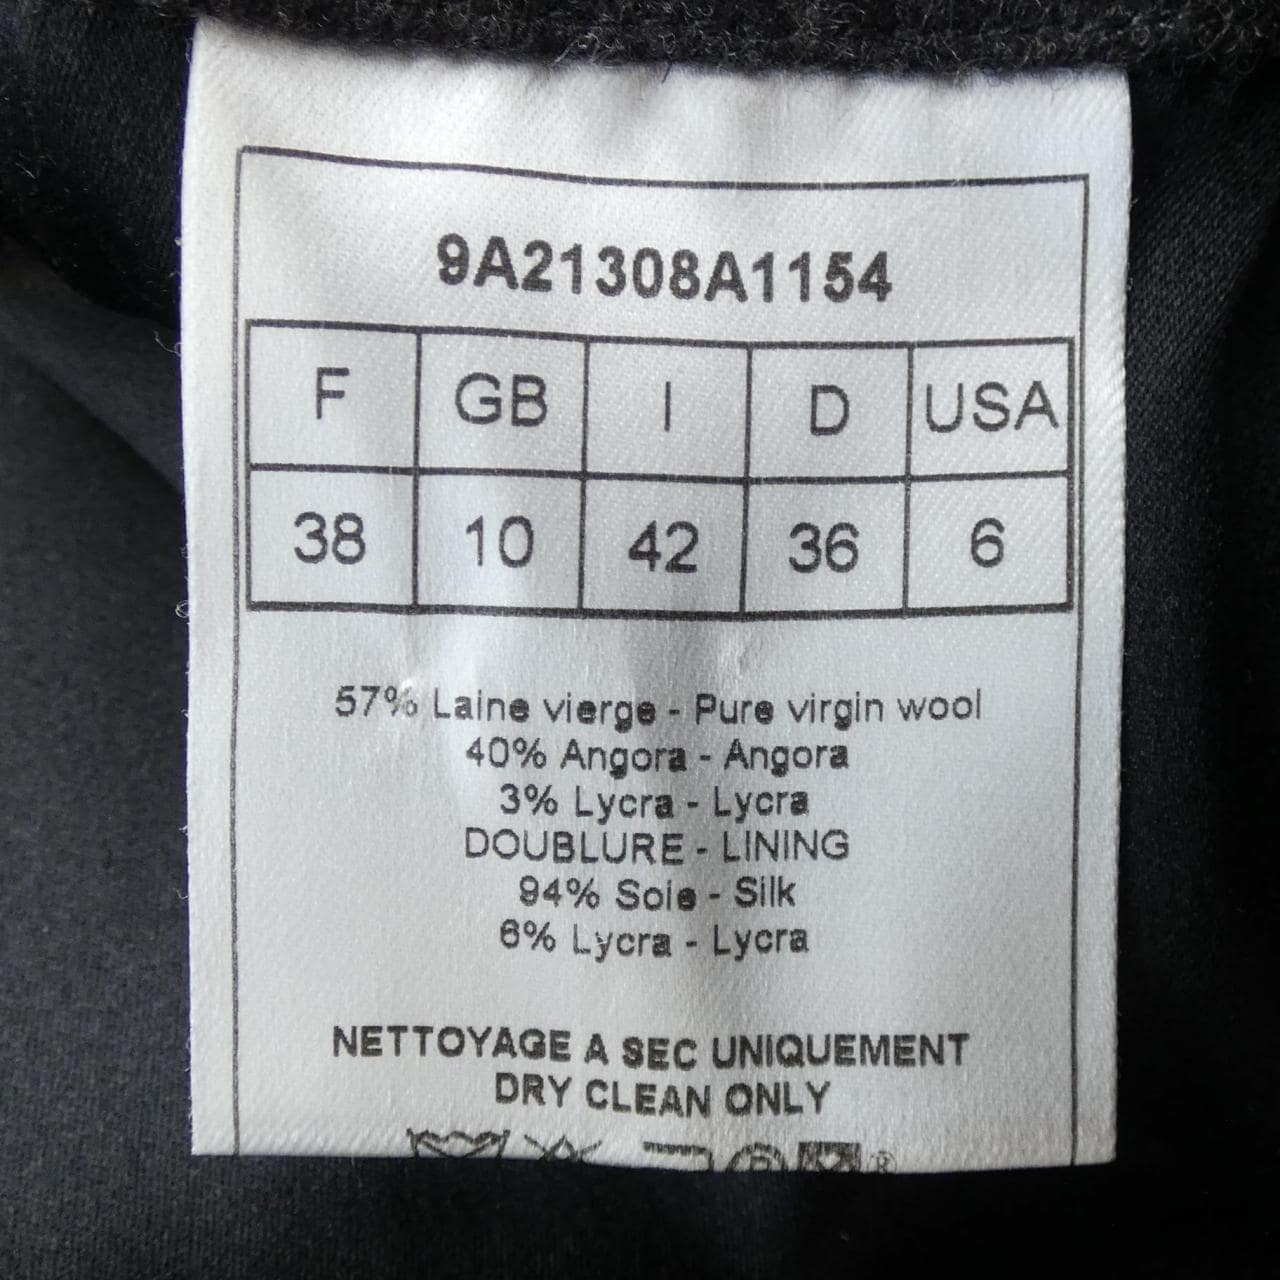 9A21308A1154
F GB I D USA
38 10 42 36 6
57% Laine vierge - Pure virgin wool
40% Angora - Angora
3% Lycra - Lycra
DOUBLURE - LINING
94% Soie - Silk
6% Lycra - Lycra
NETTOYAGE A SEC UNIQUEMENT
DRY CLEAN ONLY